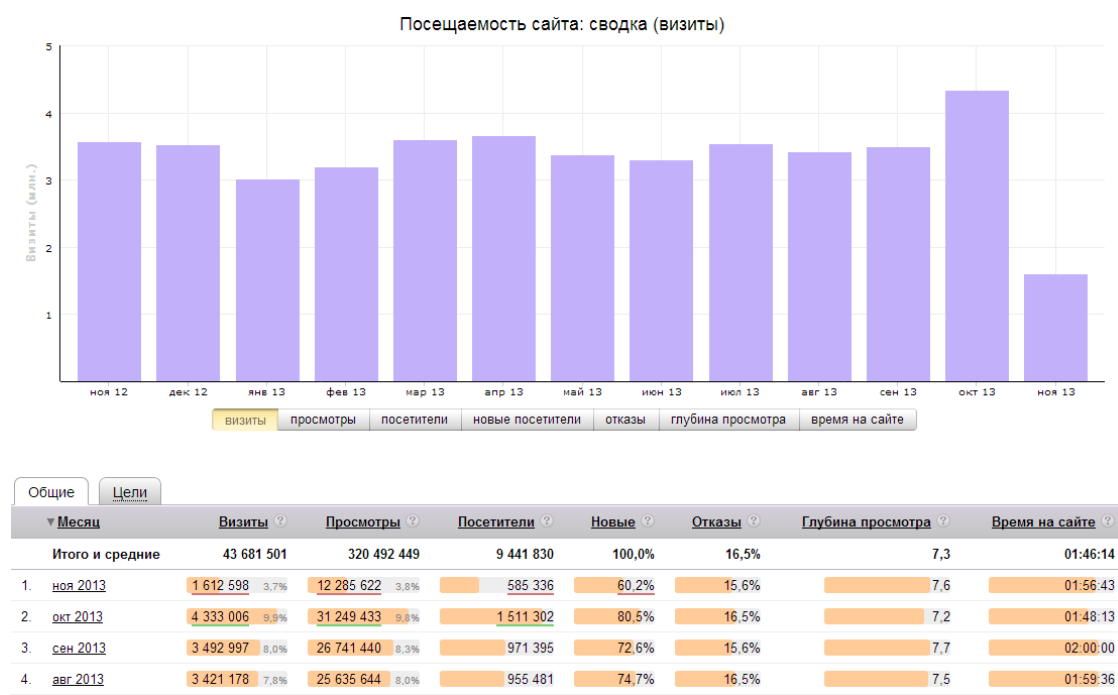 Посещаемость сайта: сводка (визиты)
5
4
3
2
1
Визиты (млн.)
ноя 12 дек 12 янв 13 фев 13 мар 13 апр 13 май 13 июн 13 июл 13 авг 13 сен 13 окт 13 ноя 13
визиты просмотры посетители новые посетители отказы глубина просмотра время на сайте
Общие Цели
▼ Месяц Визиты ? Просмотры ? Посетители ? Новые ? Отказы ? Глубина просмотра ? Время на сайте ?
Итого и средние 43 681 501 320 492 449 9 441 830 100,0% 16,5% 7,3 01:46:14
1. ноя 2013 1 612 598 3,7% 12 285 622 3,8% 585 336 60,2% 15,6% 7,6 01:56:43
2. окт 2013 4 333 006 9,9% 31 249 433 9,8% 1 511 302 80,5% 16,5% 7,2 01:48:13
3. сен 2013 3 492 997 8,0% 26 741 440 8,3% 971 395 72,6% 15,6% 7,7 02:00:00
4. авг 2013 3 421 178 7,8% 25 635 644 8,0% 955 481 74,7% 16,5% 7,5 01:59:36